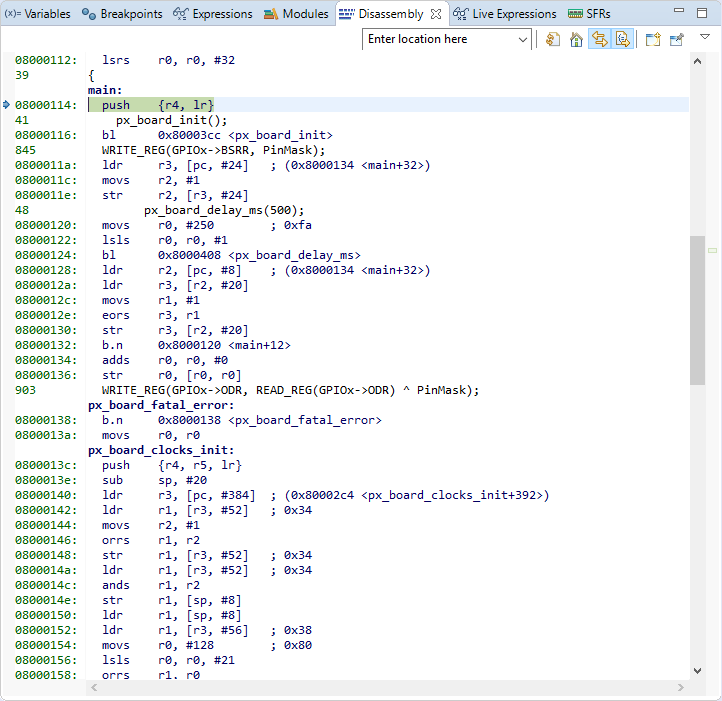 (x)= Variables Breakpoints Expressions Modules Disassembly Live Expressions SFRs
Enter location here
08000112: lsrs r0, r0, #32
39 {
main:
08000114: push {r4, lr}
41 px_board_init();
08000116: bl 0x80003cc <px_board_init>
845 WRITE_REG(GPIOx->BSRR, PinMask);
0800011a: ldr r3, [pc, #24] ; (0x8000134 <main+32>)
0800011c: movs r2, #1
0800011e: str r2, [r3, #24]
48 px_board_delay_ms(500);
08000120: movs r0, #250 ; 0xfa
08000122: lsls r0, r0, #1
08000124: bl 0x8000408 <px_board_delay_ms>
08000128: ldr r2, [pc, #8] ; (0x8000134 <main+32>)
0800012a: ldr r3, [r2, #20]
0800012c: movs r1, #1
0800012e: eors r3, r1
08000130: str r3, [r2, #20]
08000132: b.n 0x8000120 <main+12>
08000134: adds r0, r0, #0
08000136: str r0, [r0, r0]
903 WRITE_REG(GPIOx->ODR, READ_REG(GPIOx->ODR) ^ PinMask);
px_board_fatal_error:
08000138: b.n 0x8000138 <px_board_fatal_error>
0800013a: movs r0, r0
px_board_clocks_init:
0800013c: push {r4, r5, lr}
0800013e: sub sp, #20
08000140: ldr r3, [pc, #384] ; (0x80002c4 <px_board_clocks_init+392>)
08000142: ldr r1, [r3, #52] ; 0x34
08000144: movs r2, #1
08000146: orrs r1, r2
08000148: str r1, [r3, #52] ; 0x34
0800014a: ldr r1, [r3, #52] ; 0x34
0800014c: ands r1, r2
0800014e: str r1, [sp, #8]
08000150: ldr r1, [sp, #8]
08000152: ldr r1, [r3, #56] ; 0x38
08000154: movs r0, #128 ; 0x80
08000156: lsls r0, r0, #21
08000158: orrs r1, r0